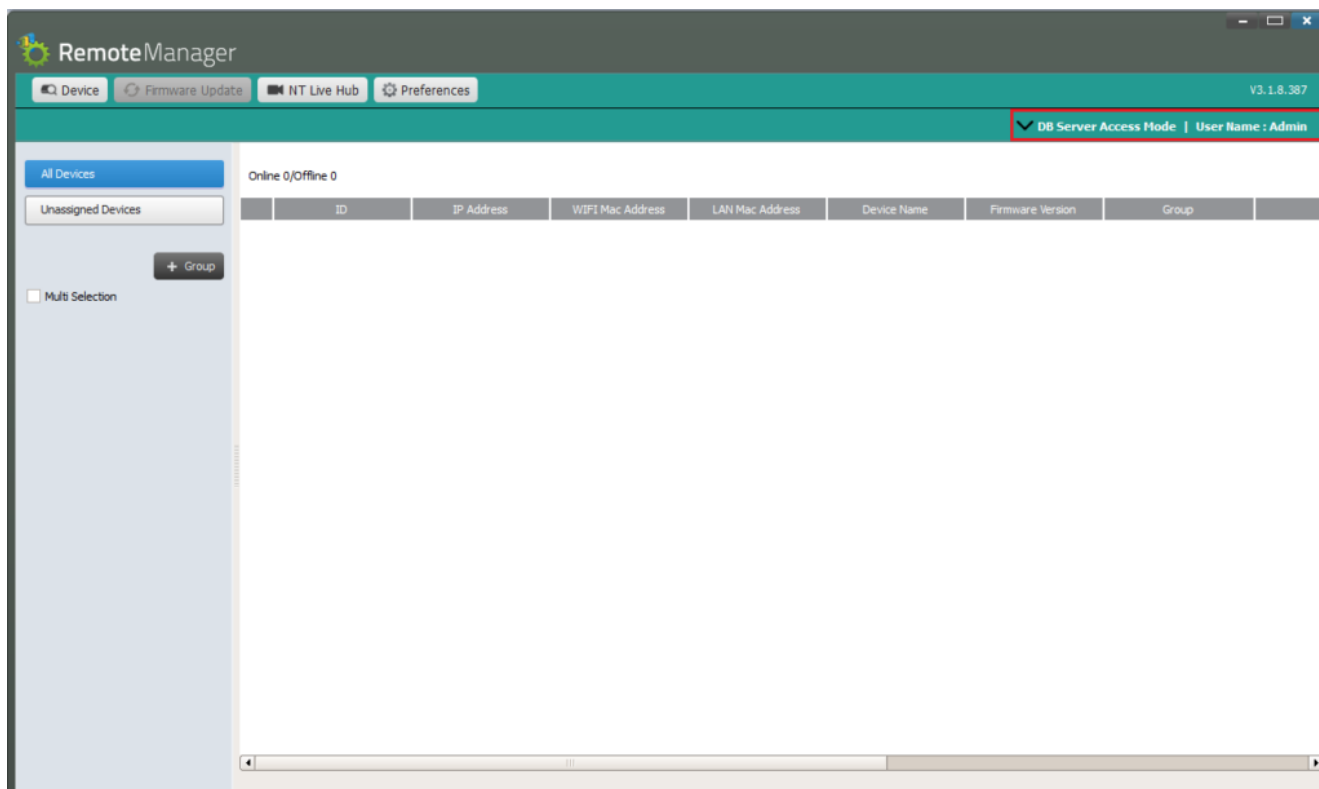 RemoteManager
Device Firmware Update NT Live Hub Preferences V3.1.8.387
DB Server Access Mode | User Name : Admin
All Devices
Unassigned Devices
+ Group
Multi Selection
Online 0/Offline 0
ID IP Address WIFI Mac Address LAN Mac Address Device Name Firmware Version Group